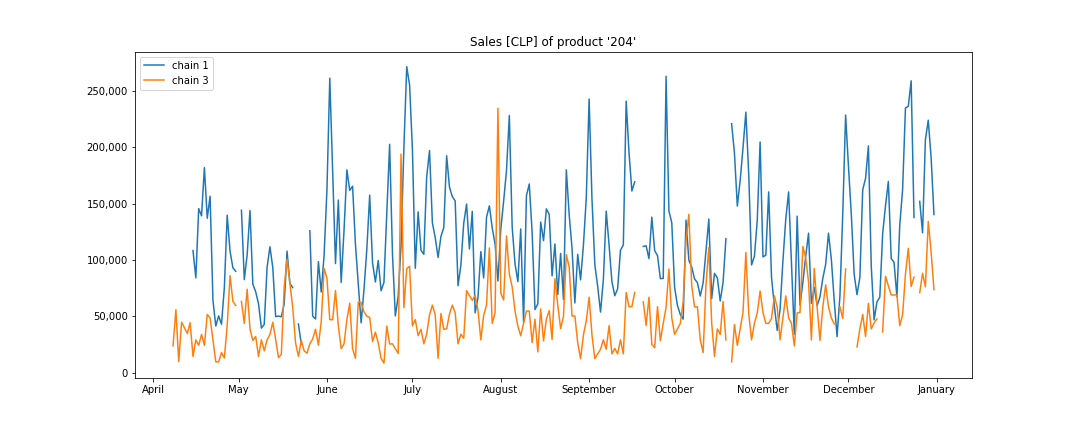 Sales [CLP] of product '204'
chain 1
chain 3
250,000
200,000
150,000
100,000
50,000
0
April May June July August September October November December January